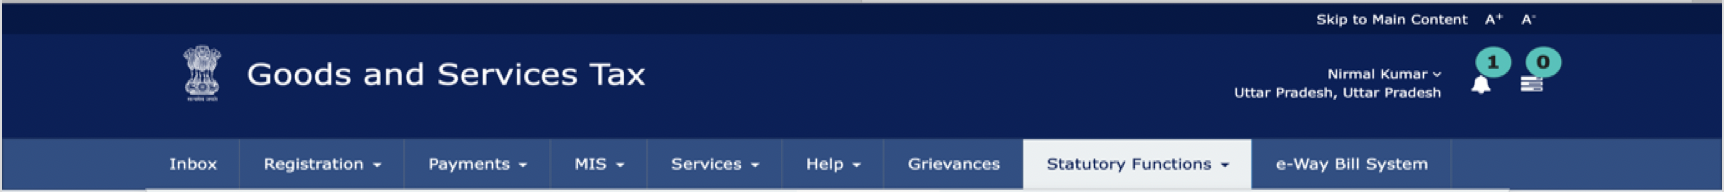 Skip to Main Content A+ A-
Goods and Services Tax
Nirmal Kumar
Uttar Pradesh, Uttar Pradesh
1 0
Inbox Registration Payments MIS Services Help Grievances Statutory Functions e-Way Bill System